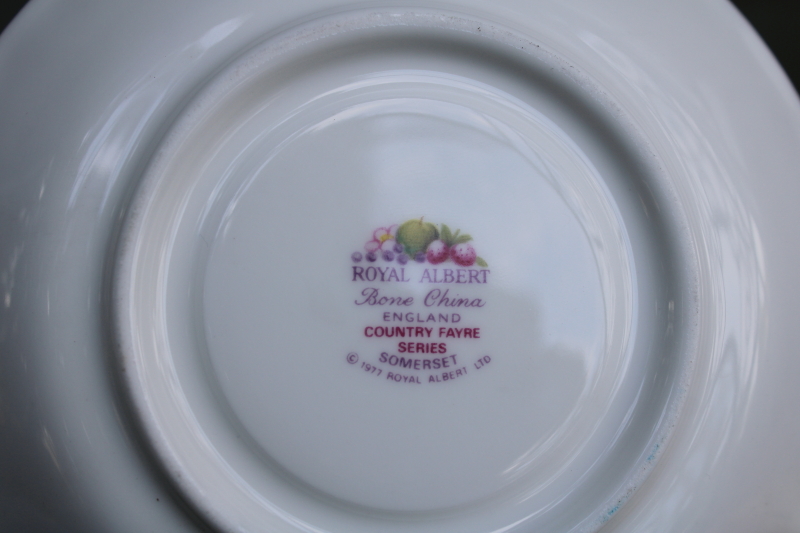 ROYAL ALBERT
Bone China
ENGLAND
COUNTRY FAYRE
SERIES
SOMERSET
© 1977 ROYAL ALBERT LTD